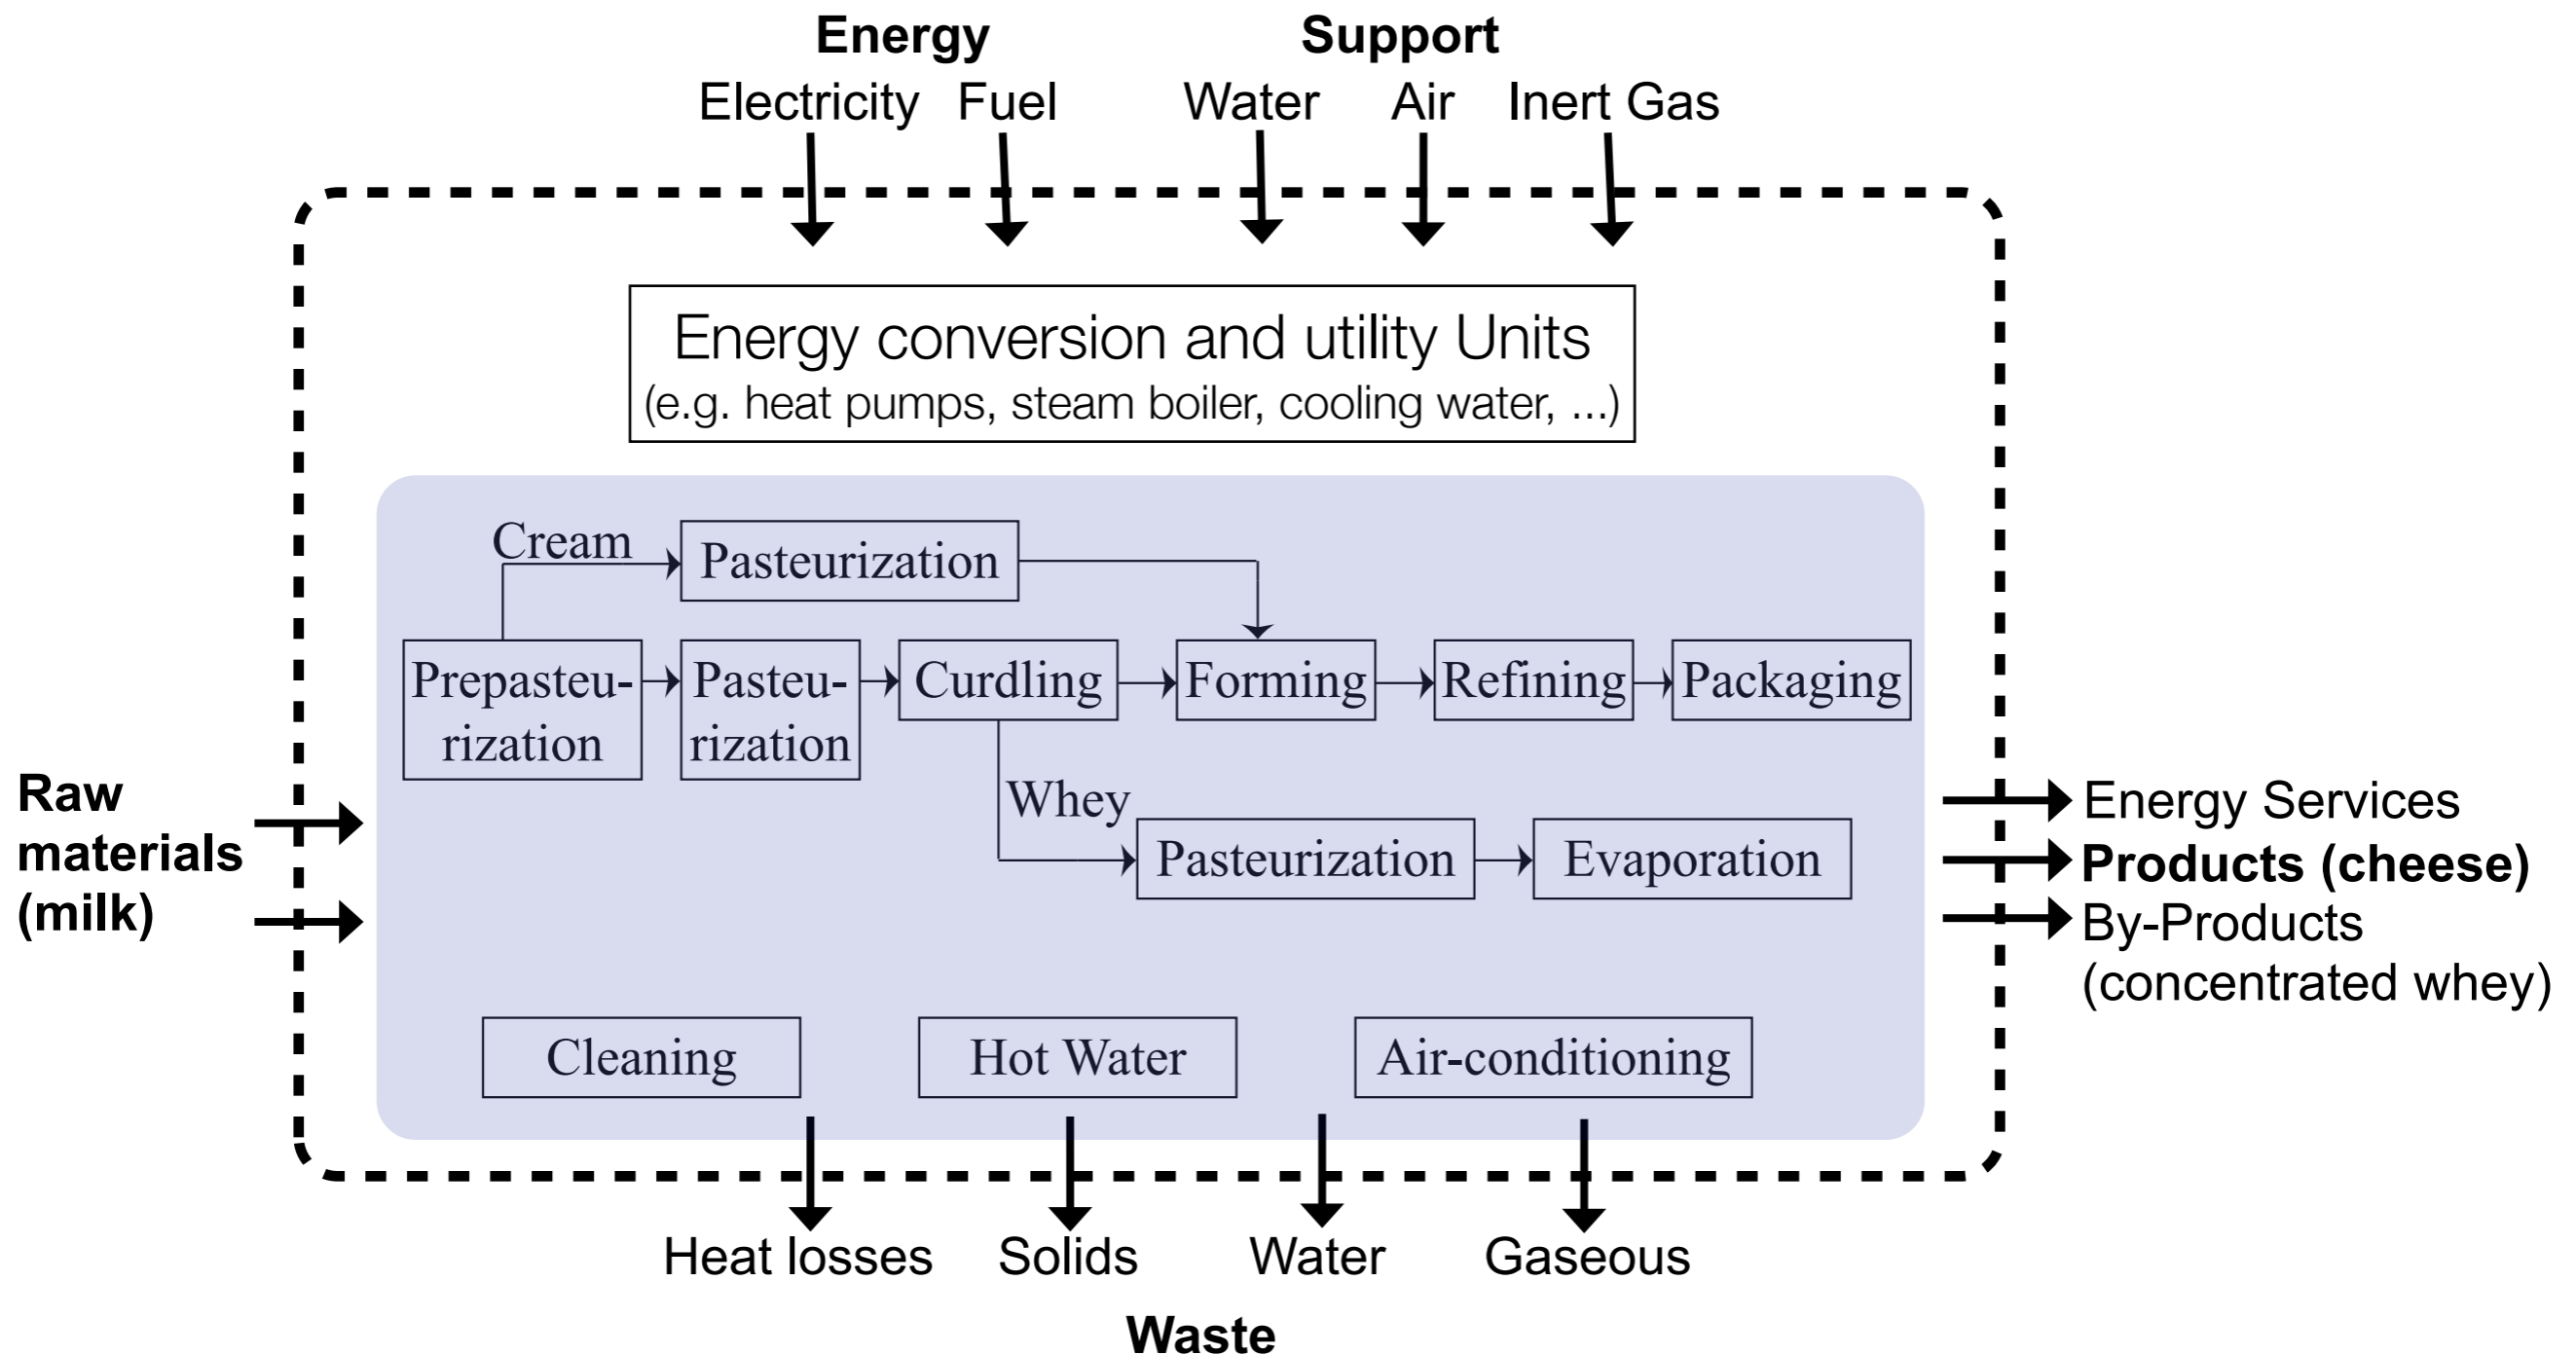 Energy
Support
Electricity
Fuel
Water
Air
Inert Gas
Energy conversion and utility Units
(e.g. heat pumps, steam boiler, cooling water, ...)
Cream
Pasteurization
Prepasteu-
rization
Pasteu-
rization
Curdling
Forming
Refining
Packaging
Whey
Pasteurization
Evaporation
Raw
materials
(milk)
Energy Services
Products (cheese)
By-Products
(concentrated whey)
Cleaning
Hot Water
Air-conditioning
Heat losses
Solids
Water
Gaseous
Waste